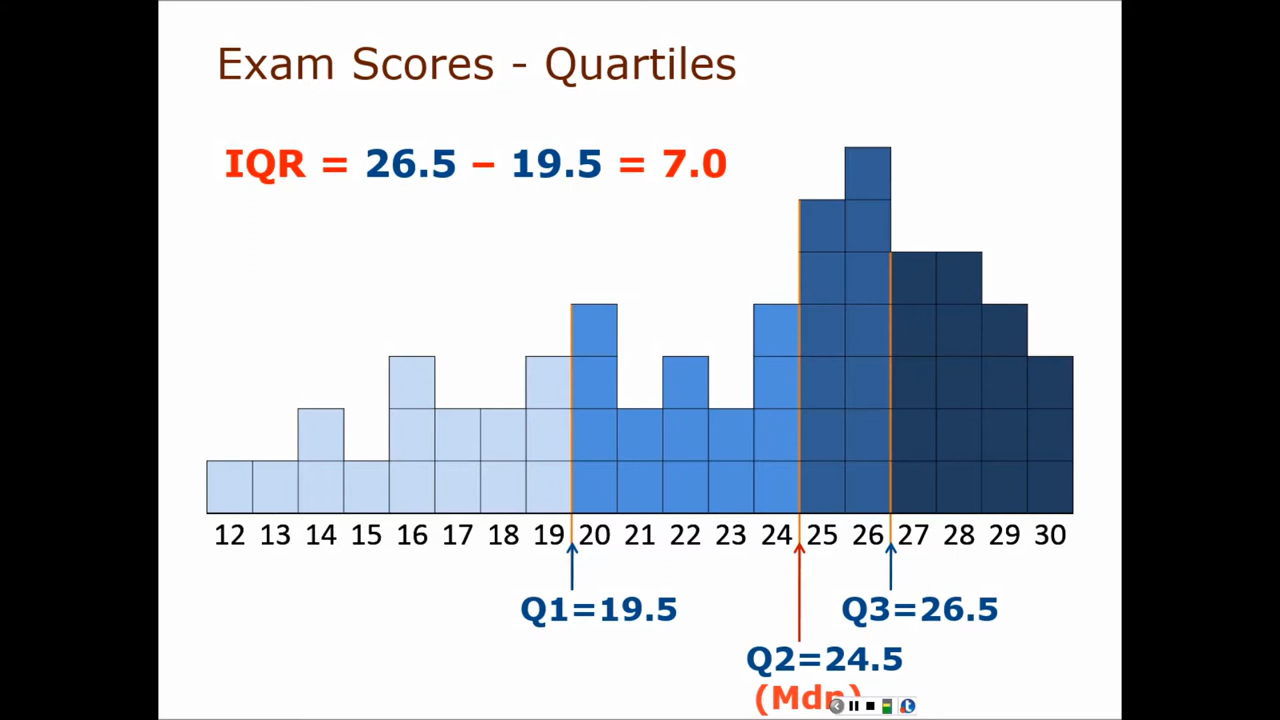 Exam Scores - Quartiles
IQR = 26.5 – 19.5 = 7.0
12 13 14 15 16 17 18 19 20 21 22 23 24 25 26 27 28 29 30
Q1=19.5
Q3=26.5
Q2=24.5
(Mdn)